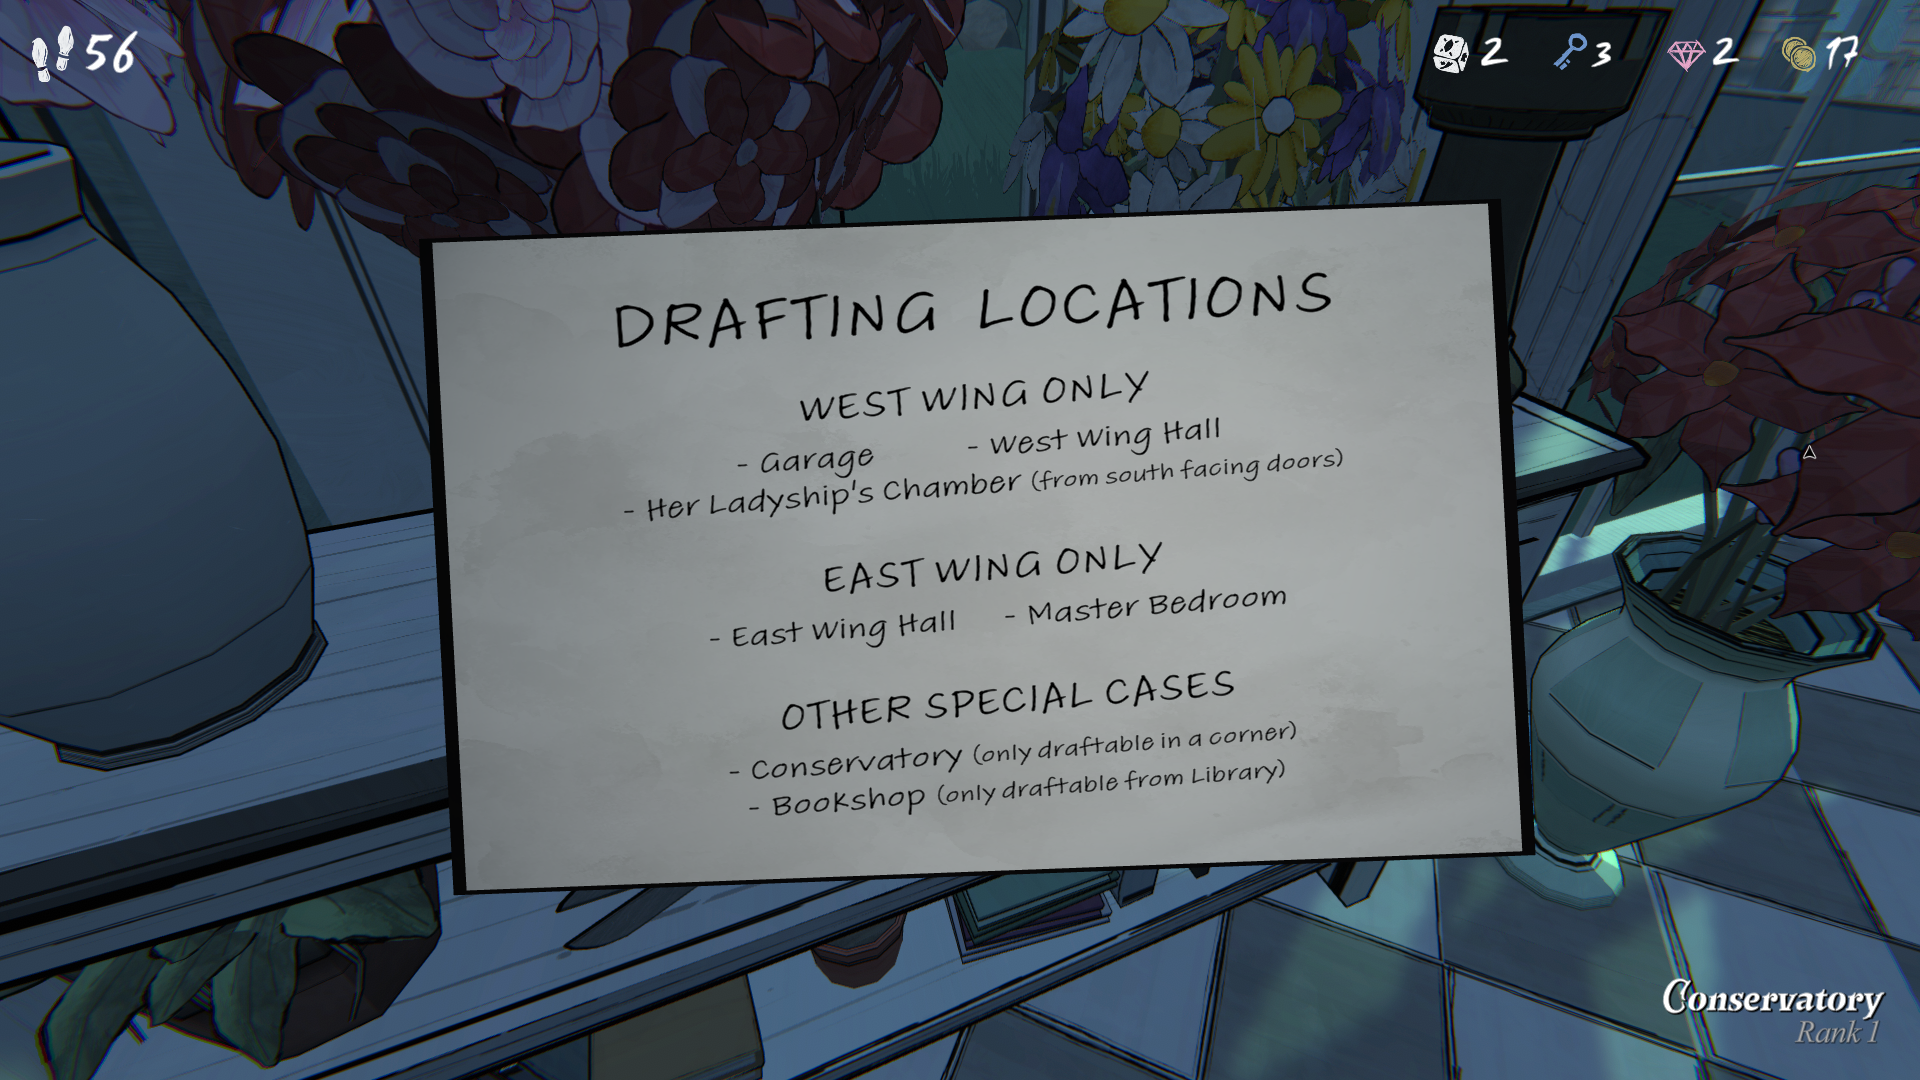 56
2 3 2 17
DRAFTING LOCATIONS
WEST WING ONLY
- Garage - West Wing Hall
- Her Ladyship's Chamber (from south facing doors)
EAST WING ONLY
- East Wing Hall - Master Bedroom
OTHER SPECIAL CASES
- Conservatory (only draftable in a corner)
- Bookshop (only draftable from Library)
Conservatory
Rank 1